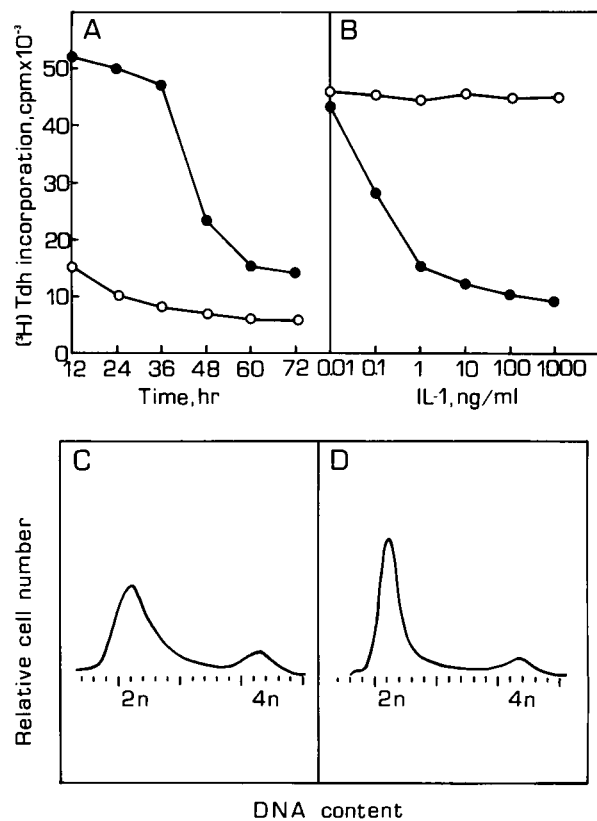 A
B
(³H) Tdh incorporation, cpmx10⁻³
50
40
30
20
10
0
12 24 36 48 60 72
Time, hr
0.01 0.1 1 10 100 1000
IL-1, ng/ml
C
D
Relative cell number
2n 4n
2n 4n
DNA content